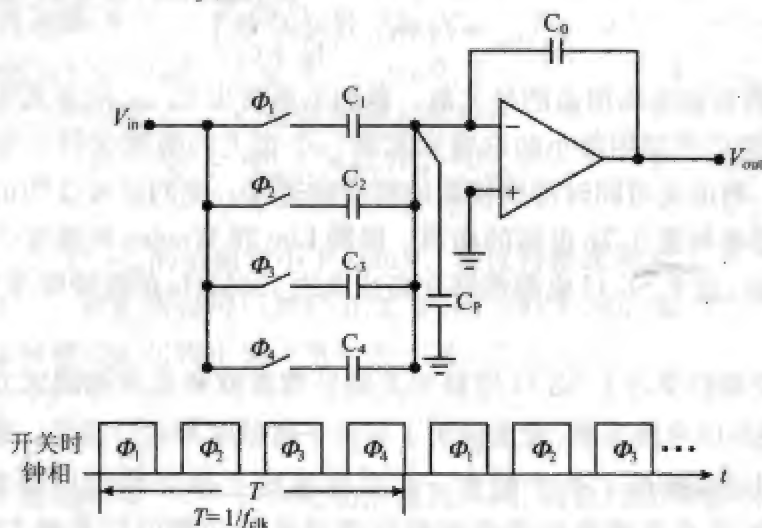 C₀
Φ₁
C₁
V_in
−
V_out
Φ₂
C₂
+
Φ₃
C₃
C_P
Φ₄
C₄
开关时
钟相
Φ₁ Φ₂ Φ₃ Φ₄ Φ₁ Φ₂ Φ₃ ••• t
T
T=1/f_clk